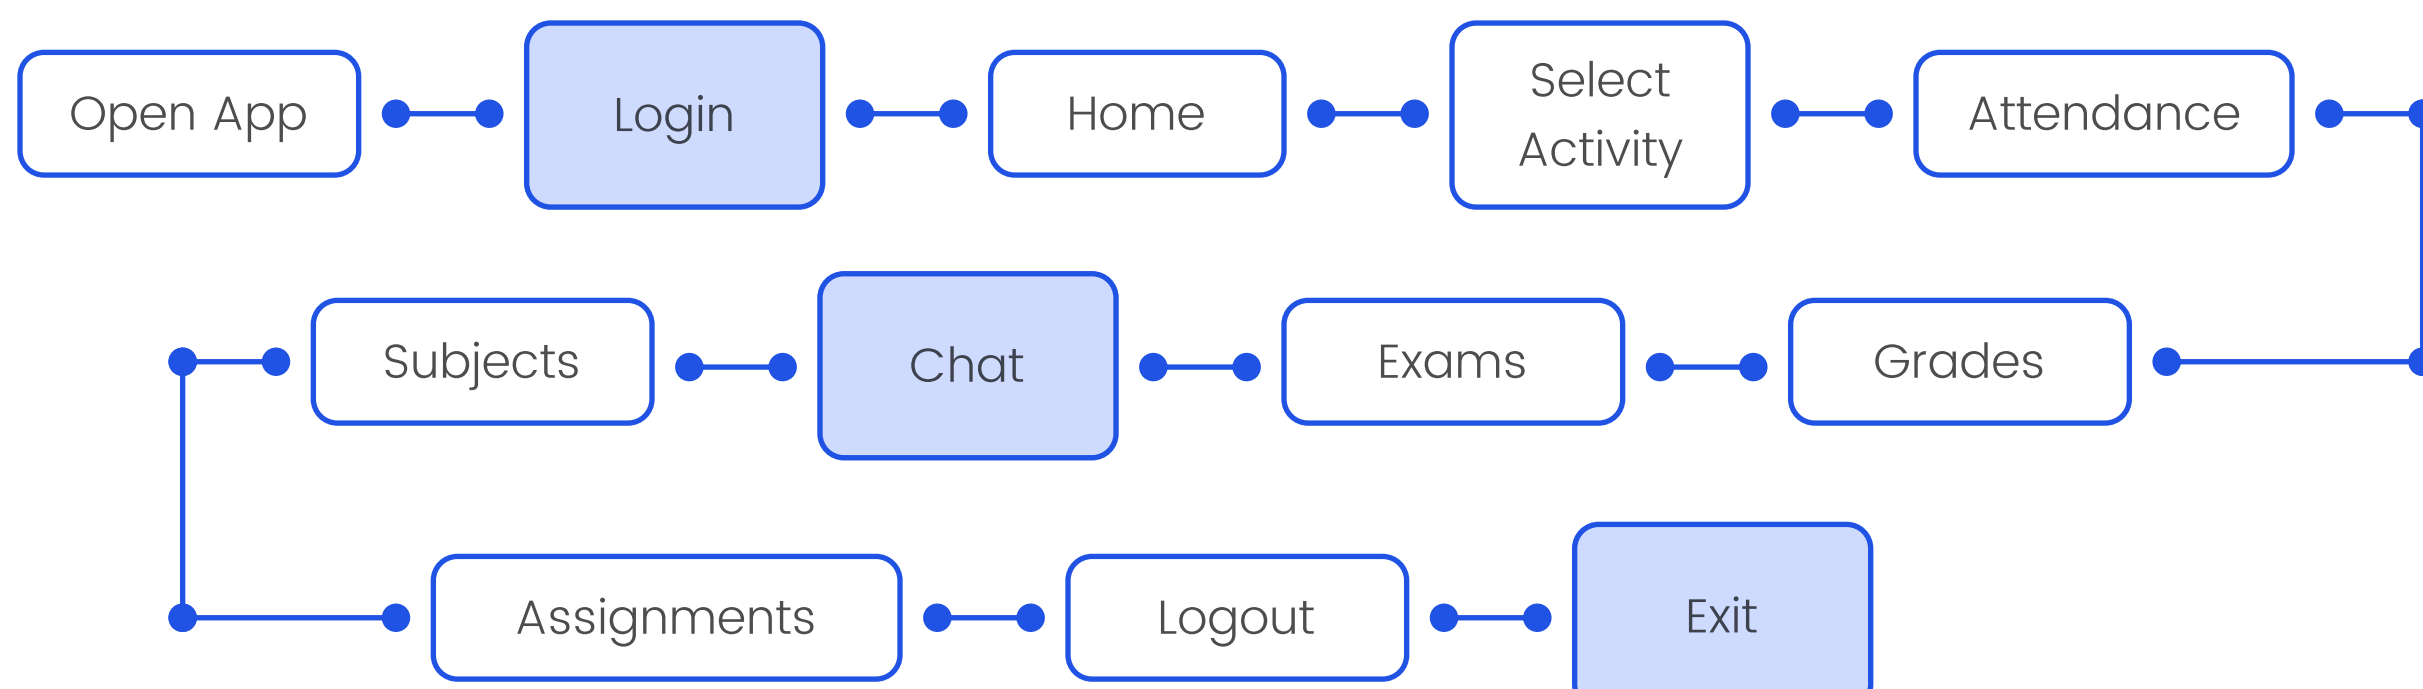 Open App
Login
Home
Select
Activity
Attendance
Subjects
Chat
Exams
Grades
Assignments
Logout
Exit